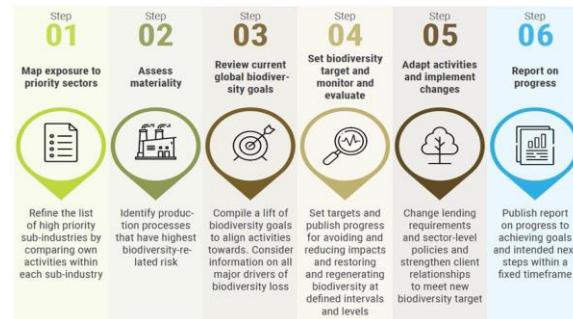 Step
01
Map exposure to
priority sectors
Refine the list
of high priority
sub-industries by
comparing own
activities within
each sub-industry
Step
02
Assess
materiality
Identify produc-
tion processes
that have highest
biodiversity-re-
lated risk
Step
03
Review current
global biodiver-
sity goals
Compile a lift of
biodiversity goals
to align activities
towards. Consider
information on all
major drivers of
biodiversity loss
Step
04
Set biodiversity
target and
monitor and
evaluate
Set targets and
publish progress
for avoiding and
reducing impacts
and restoring
and regenerating
biodiversity at
defined intervals
and levels
Step
05
Adapt activities
and implement
changes
Change lending
requirements
and sector-level
policies and
strengthen client
relationships
to meet new
biodiversity target
Step
06
Report on
progress
Publish report
on progress to
achieving goals
and intended next
steps within a
fixed timeframe